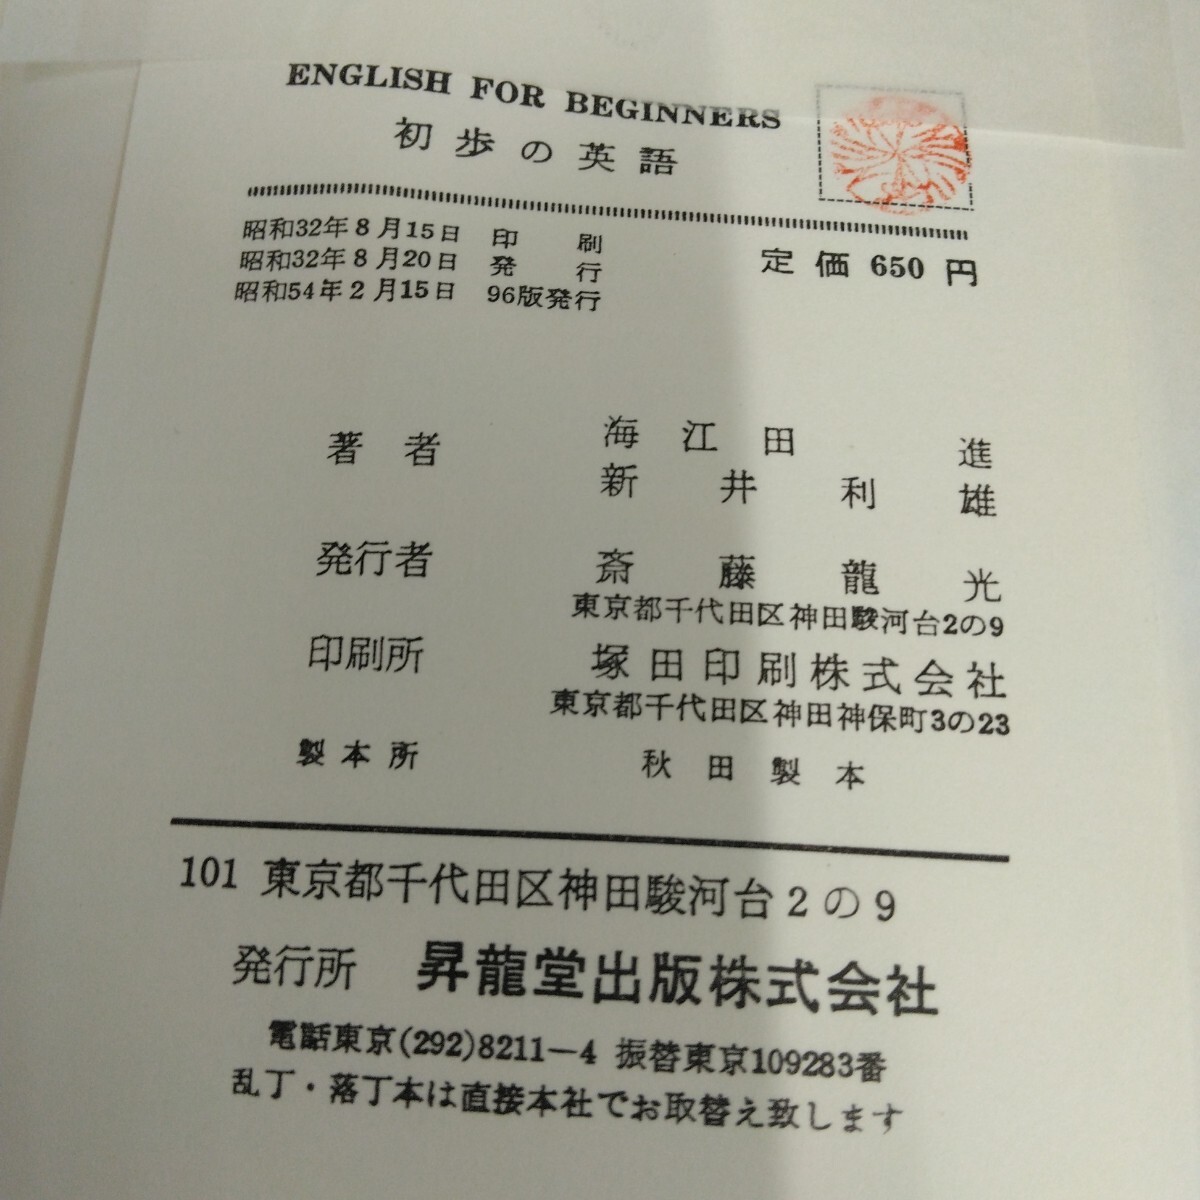 ENGLISH FOR BEGINNERS
初歩の英語
昭和32年8月15日 印刷
昭和32年8月20日 発行
昭和54年2月15日 96版発行
定価 650 円
著者 海江田 進
新井利雄
発行者 斎藤龍光
東京都千代田区神田駿河台2の9
印刷所 塚田印刷株式会社
東京都千代田区神田神保町3の23
製本所 秋田製本
101 東京都千代田区神田駿河台2の9
発行所 昇龍堂出版株式会社
電話東京(292)8211—4 振替東京109283番
乱丁・落丁本は直接本社でお取替え致します